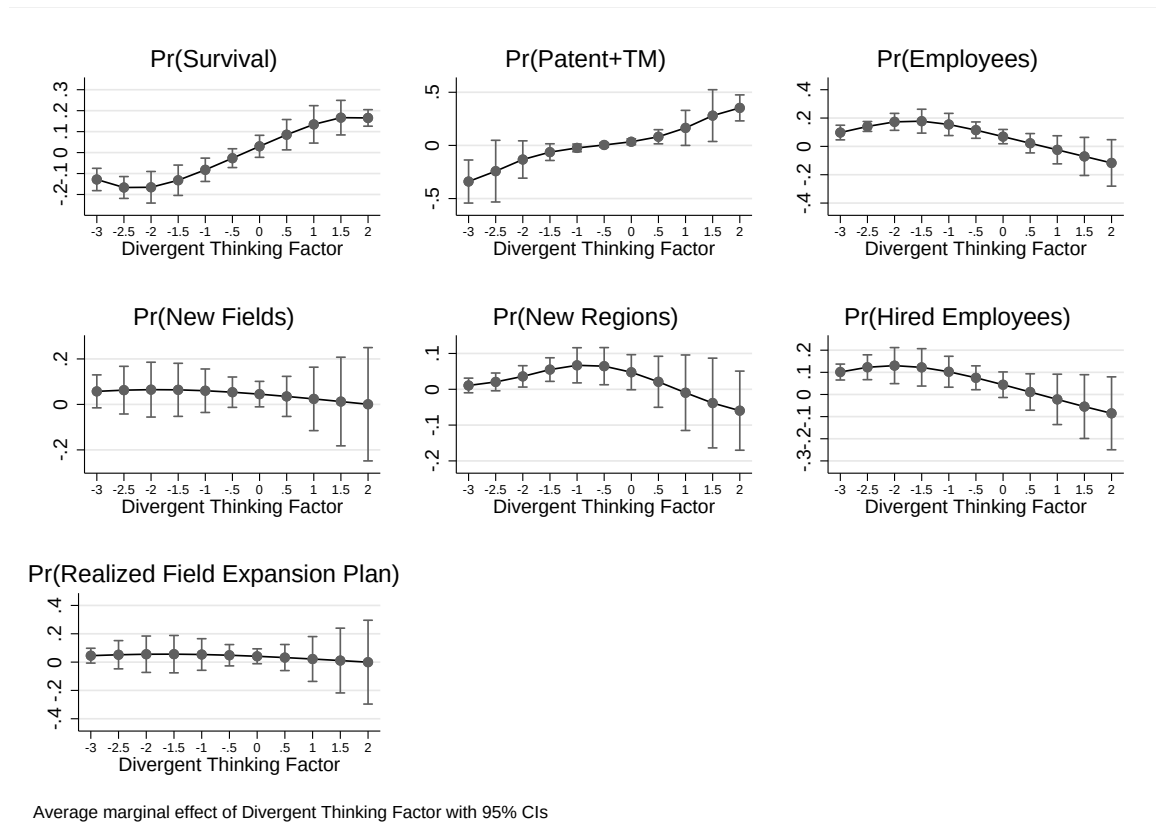 Pr(Survival)
.3
.2
.1
0
-.1
-.2
-3 -2.5 -2 -1.5 -1 -.5 0 .5 1 1.5 2
Divergent Thinking Factor
Pr(Patent+TM)
.5
0
-.5
-3 -2.5 -2 -1.5 -1 -.5 0 .5 1 1.5 2
Divergent Thinking Factor
Pr(Employees)
.4
.2
0
-.2
-.4
-3 -2.5 -2 -1.5 -1 -.5 0 .5 1 1.5 2
Divergent Thinking Factor
Pr(New Fields)
.2
0
-.2
-3 -2.5 -2 -1.5 -1 -.5 0 .5 1 1.5 2
Divergent Thinking Factor
Pr(New Regions)
.1
0
-.1
-.2
-3 -2.5 -2 -1.5 -1 -.5 0 .5 1 1.5 2
Divergent Thinking Factor
Pr(Hired Employees)
.2
.1
0
-.1
-.2
-.3
-3 -2.5 -2 -1.5 -1 -.5 0 .5 1 1.5 2
Divergent Thinking Factor
Pr(Realized Field Expansion Plan)
.4
.2
0
-.2
-.4
-3 -2.5 -2 -1.5 -1 -.5 0 .5 1 1.5 2
Divergent Thinking Factor
Average marginal effect of Divergent Thinking Factor with 95% CIs